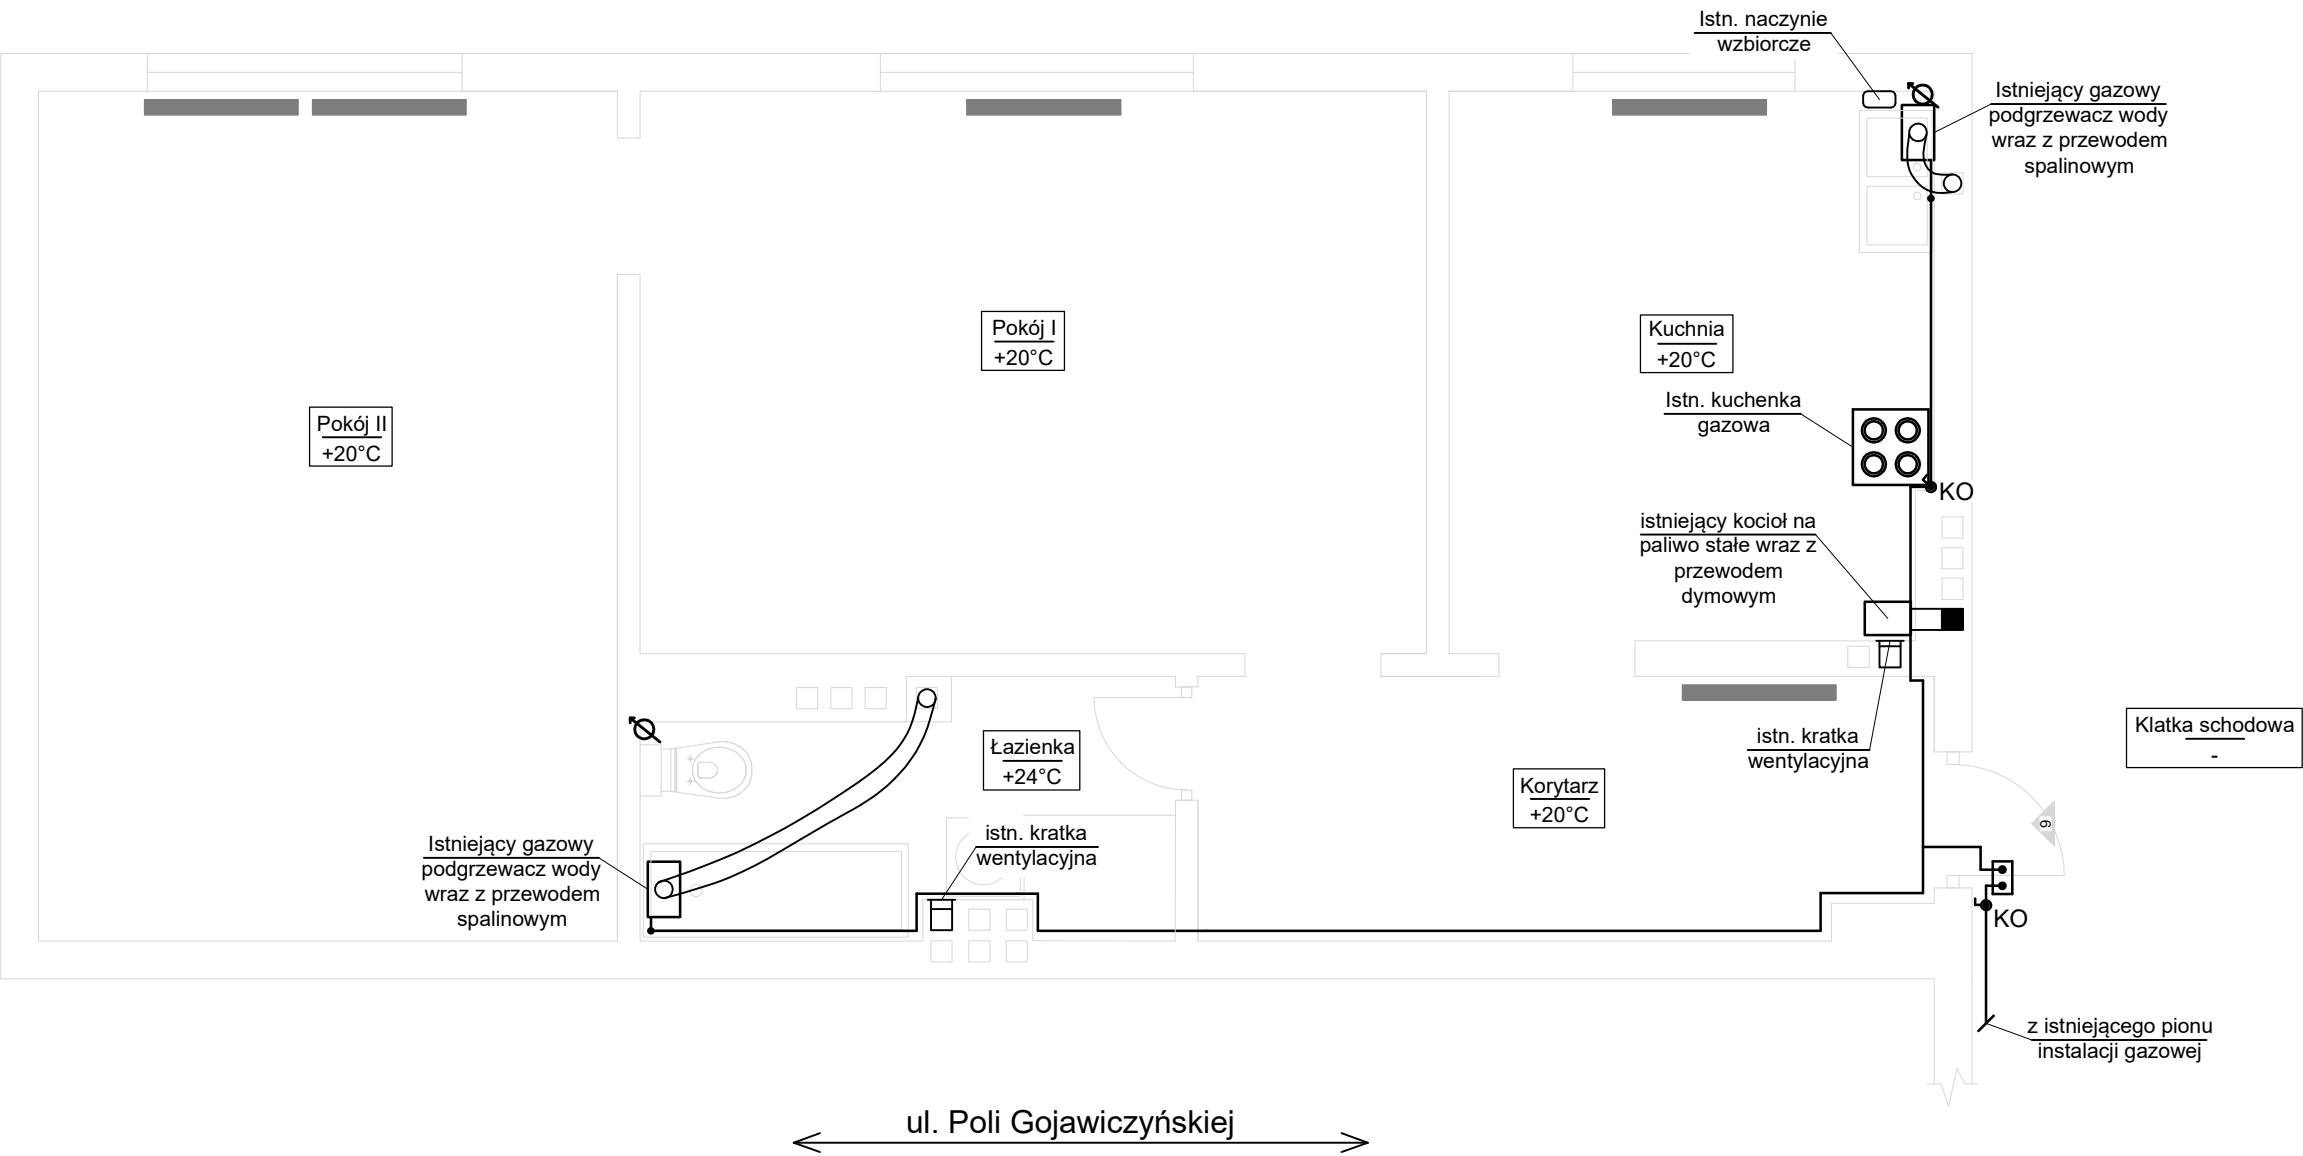 Istn. naczynie
wzbiorcze
Istniejący gazowy
podgrzewacz wody
wraz z przewodem
spalinowym
Pokój I
+20°C
Kuchnia
+20°C
Pokój II
+20°C
Istn. kuchenka
gazowa
KO
istniejący kocioł na
paliwo stałe wraz z
przewodem
dymowym
Klatka schodowa
-
istn. kratka
wentylacyjna
Łazienka
+24°C
Korytarz
+20°C
6
istn. kratka
wentylacyjna
Istniejący gazowy
podgrzewacz wody
wraz z przewodem
spalinowym
KO
z istniejącego pionu
instalacji gazowej
ul. Poli Gojawiczyńskiej